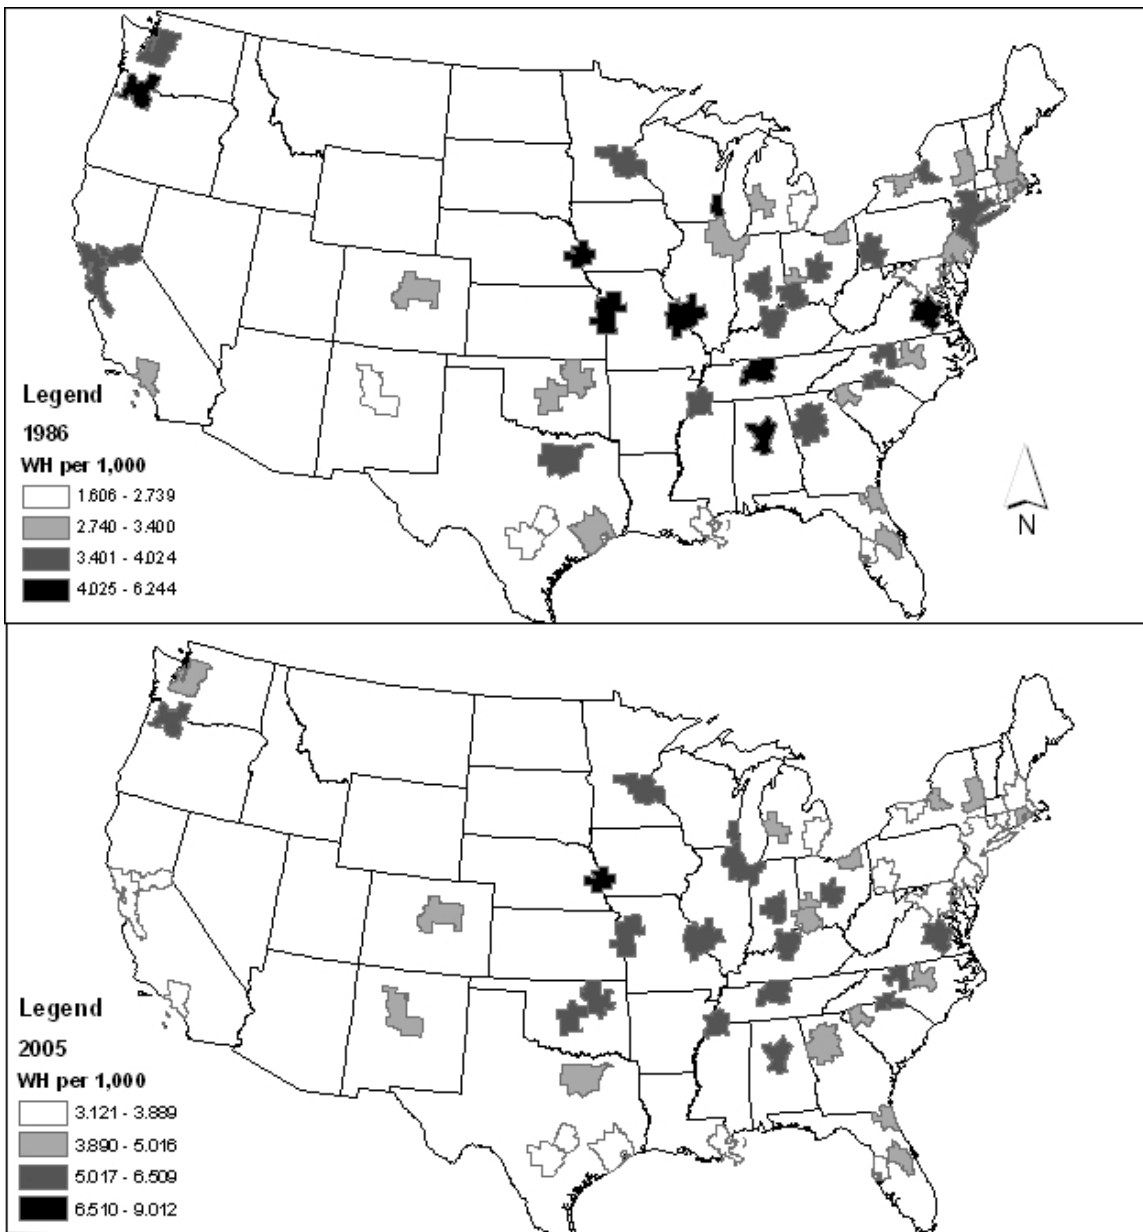 Legend
1986
WH per 1,000
1.606 - 2.739
2.740 - 3.400
3.401 - 4.024
4.025 - 6.244
N
Legend
2005
WH per 1,000
3.121 - 3.889
3.890 - 5.016
5.017 - 6.509
6.510 - 9.012